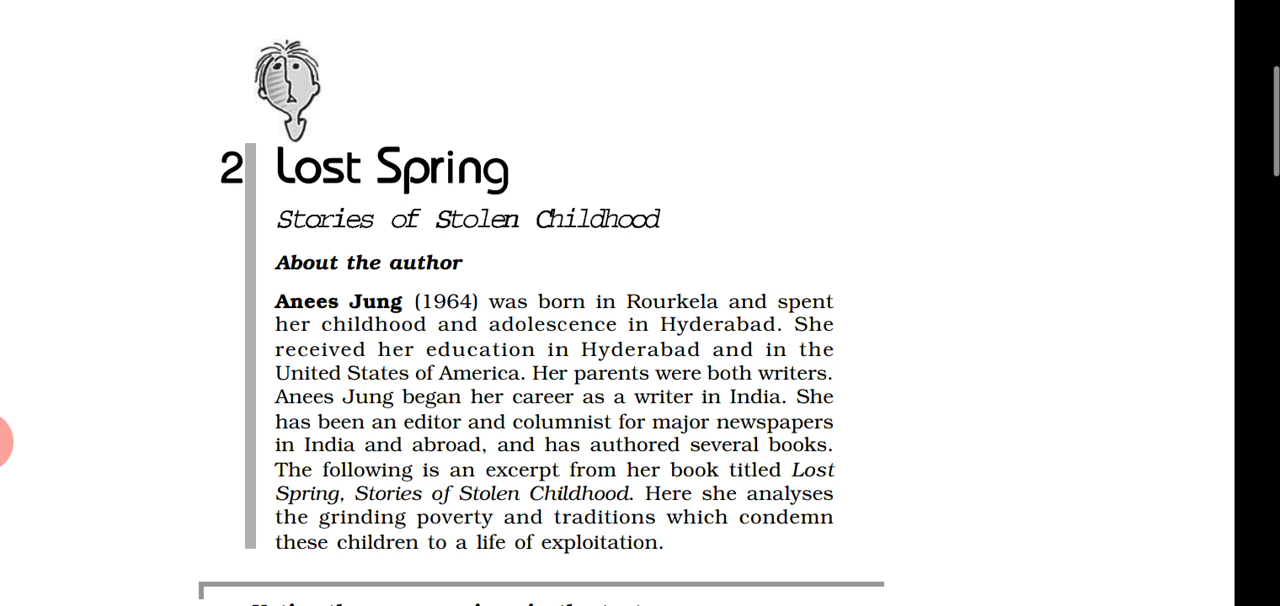 2 Lost Spring
Stories of Stolen Childhood
About the author
Anees Jung (1964) was born in Rourkela and spent
her childhood and adolescence in Hyderabad. She
received her education in Hyderabad and in the
United States of America. Her parents were both writers.
Anees Jung began her career as a writer in India. She
has been an editor and columnist for major newspapers
in India and abroad, and has authored several books.
The following is an excerpt from her book titled Lost
Spring, Stories of Stolen Childhood. Here she analyses
the grinding poverty and traditions which condemn
these children to a life of exploitation.